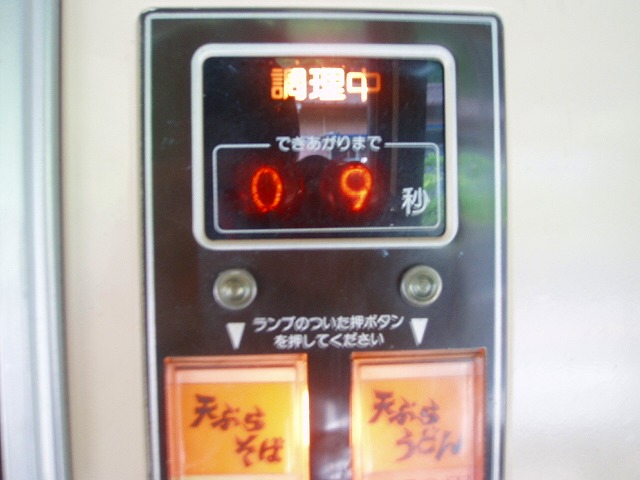 調理中
できあがりまで
09秒
ランプのついた押ボタン
を押してください
天ぷら
そば
天ぷら
うどん